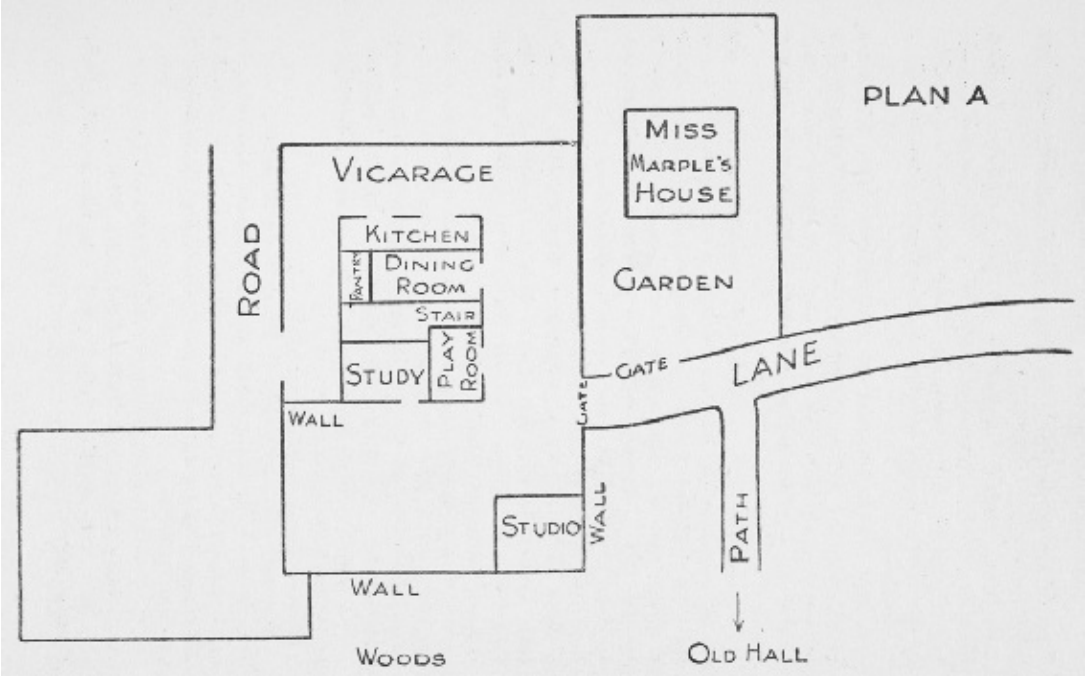 PLAN A
MISS
MARPLE'S
HOUSE
VICARAGE
ROAD
KITCHEN
PANTRY
DINING
ROOM
GARDEN
STAIR
PLAY
ROOM
STUDY
GATE
LANE
GATE
WALL
STUDIO
WALL
PATH
WALL
WOODS
OLD HALL